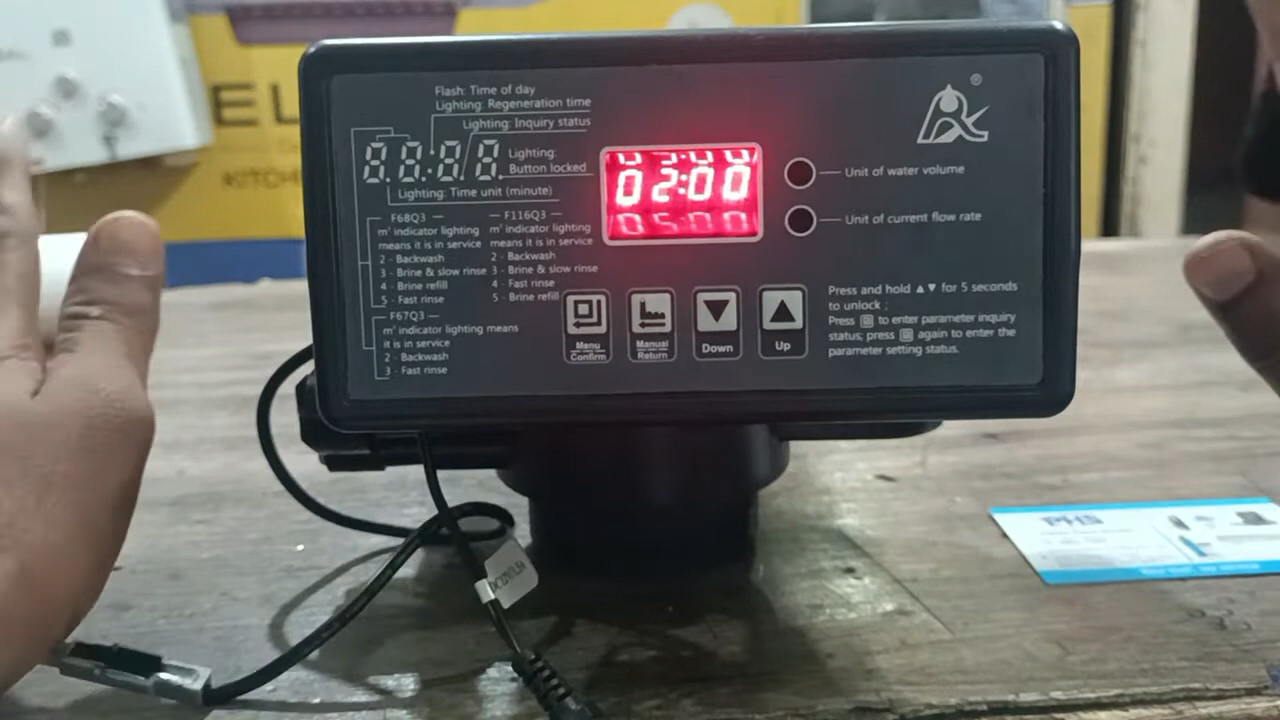 Flash: Time of day
Lighting: Regeneration time
Lighting: Inquiry status
88:88.
Lighting:
Button locked
Lighting: Time unit (minute)
F68Q3
m³ indicator lighting
means it is in service
2 - Backwash
3 - Brine & slow rinse
4 - Brine refill
5 - Fast rinse
F116Q3
m³ indicator lighting
means it is in service
2 - Backwash
3 - Brine & slow rinse
4 - Fast rinse
5 - Brine refill
F67Q3
m³ indicator lighting means
it is in service
2 - Backwash
3 - Fast rinse
02:00
®
Unit of water volume
Unit of current flow rate
Menu
Confirm
Manual
Return
Down
Up
Press and hold ▲▼ for 5 seconds
to unlock ;
Press to enter parameter inquiry
status; press again to enter the
parameter setting status.
EL
KITCH
PHS